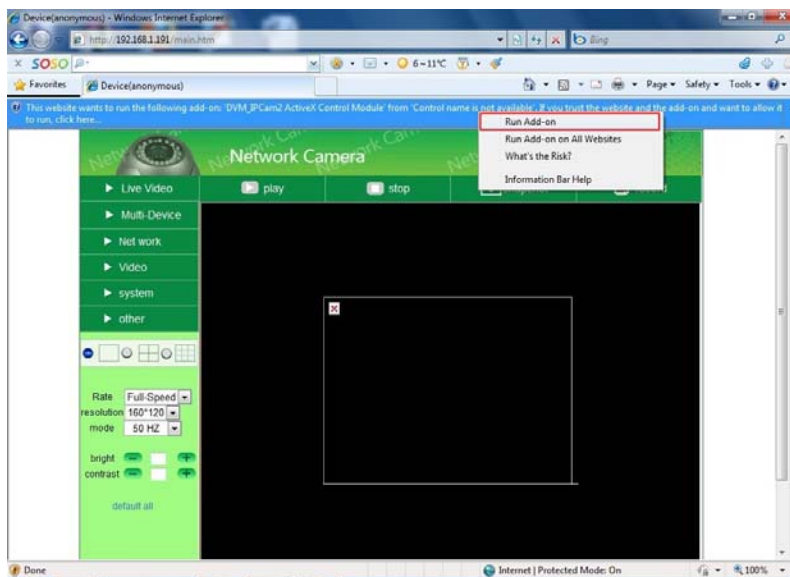 Device(anonymous) - Windows Internet Explorer
http://192.168.1.191/main.htm
Bing
SOSO
6~11℃
Favorites
Device(anonymous)
Page
Safety
Tools
This website wants to run the following add-on: 'DVM_IPCam2 ActiveX Control Module' from 'Control name is not available'. If you trust the website and the add-on and want to allow it
to run, click here...
Run Add-on
Run Add-on on All Websites
What's the Risk?
Information Bar Help
Network Camera
Live Video
play
stop
Multi-Device
Net work
Video
system
other
Rate Full-Speed
resolution 160*120
mode 50 HZ
bright
contrast
default all
Done
Internet | Protected Mode: On
100%